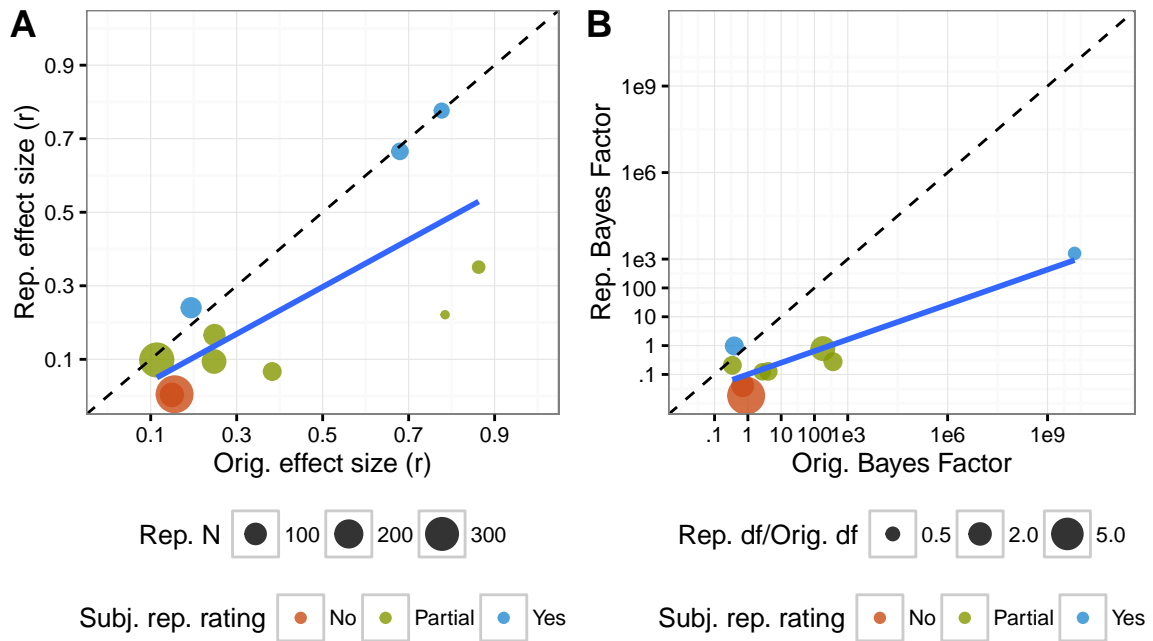 A
Rep. effect size (r)
0.9
0.7
0.5
0.3
0.1
0.1 0.3 0.5 0.7 0.9
Orig. effect size (r)
Rep. N 100 200 300
Subj. rep. rating No Partial Yes
B
Rep. Bayes Factor
1e9
1e6
1e3
100
10
1
.1
.1 1 10 100 1e3 1e6 1e9
Orig. Bayes Factor
Rep. df/Orig. df 0.5 2.0 5.0
Subj. rep. rating No Partial Yes